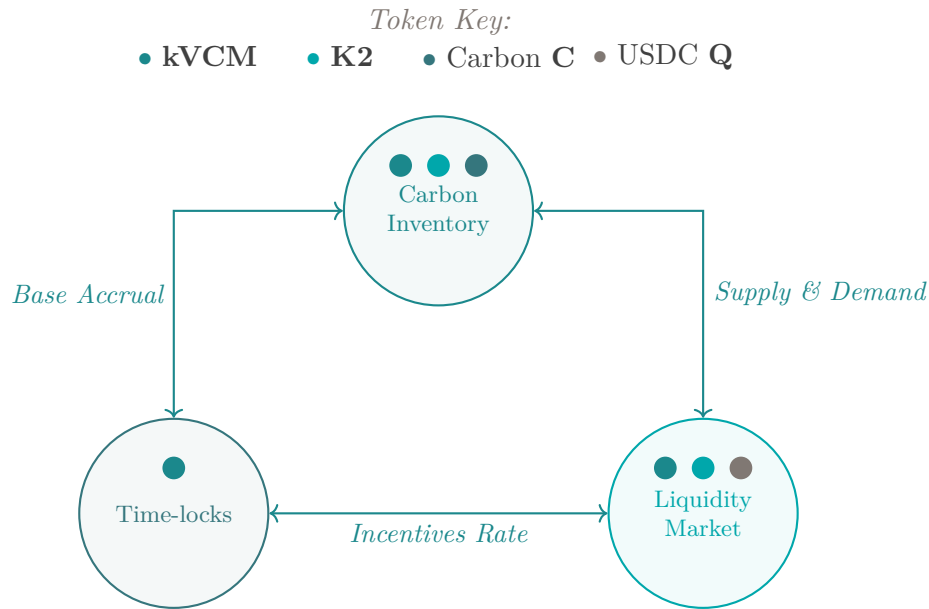 Token Key:
kVCM K2 Carbon C USDC Q
Carbon
Inventory
Base Accrual
Supply & Demand
Time-locks
Liquidity
Market
Incentives Rate